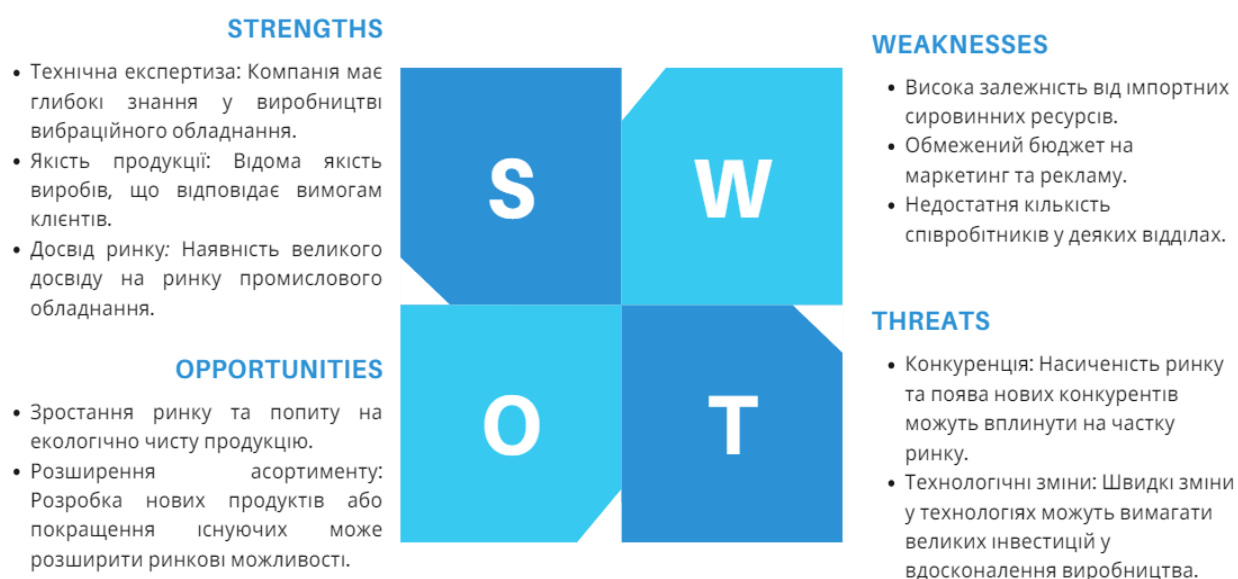 STRENGTHS
• Технічна експертиза: Компанія має
глибокі знання у виробництві
вибраційного обладнання.
• Якість продукції: Відома якість
виробів, що відповідає вимогам
клієнтів.
• Досвід ринку: Наявність великого
досвіду на ринку промислового
обладнання.
OPPORTUNITIES
• Зростання ринку та попиту на
екологічно чисту продукцію.
• Розширення асортименту:
Розробка нових продуктів або
покращення існуючих може
розширити ринкові можливості.
S
W
O
T
WEAKNESSES
• Висока залежність від імпортних
сировинних ресурсів.
• Обмежений бюджет на
маркетинг та рекламу.
• Недостатня кількість
співробітників у деяких відділах.
THREATS
• Конкуренція: Насиченість ринку
та поява нових конкурентів
можуть вплинути на частку
ринку.
• Технологічні зміни: Швидкі зміни
у технологіях можуть вимагати
великих інвестицій у
вдосконалення виробництва.